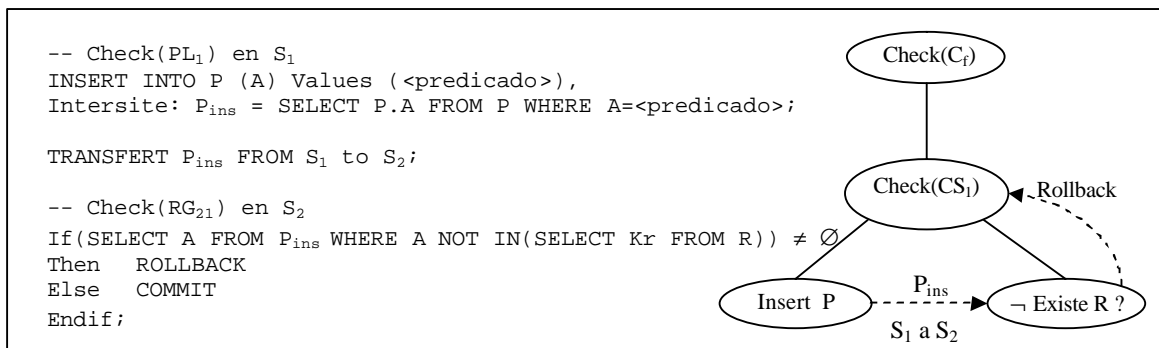 -- Check(PL₁) en S₁
INSERT INTO P (A) Values (<predicado>),
Intersite: Pᵢₙₛ = SELECT P.A FROM P WHERE A=<predicado>;
TRANSFERT Pᵢₙₛ FROM S₁ to S₂;
-- Check(RG₂₁) en S₂
If(SELECT A FROM Pᵢₙₛ WHERE A NOT IN(SELECT Kr FROM R)) ≠ ∅
Then ROLLBACK
Else COMMIT
Endif;
Check(C_f)
Check(CS₁)
Rollback
Insert P
Pᵢₙₛ
S₁ a S₂
¬ Existe R ?